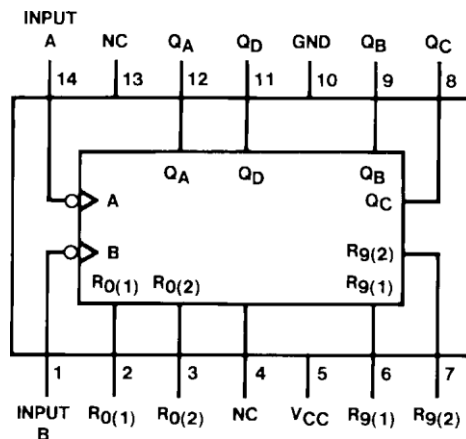 INPUT
A NC QA QD GND QB QC
14 13 12 11 10 9 8
QA QD QB
A QC
B R9(2)
R0(1) R0(2) R9(1)
1 2 3 4 5 6 7
INPUT R0(1) R0(2) NC VCC R9(1) R9(2)
B